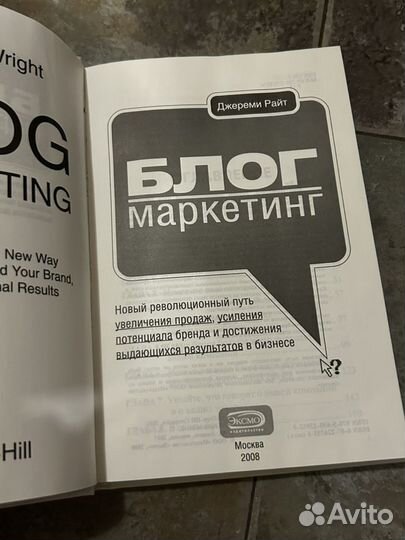 Wright
OG
TING
New Way
d Your Brand,
nal Results
-Hill
Джереми Райт
БЛОГ
маркетинг
Новый революционный путь
увеличения продаж, усиления
потенциала бренда и достижения
выдающихся результатов в бизнесе
?
ЭКСМО
ИЗДАТЕЛЬСТВО
Москва
2008
Avito